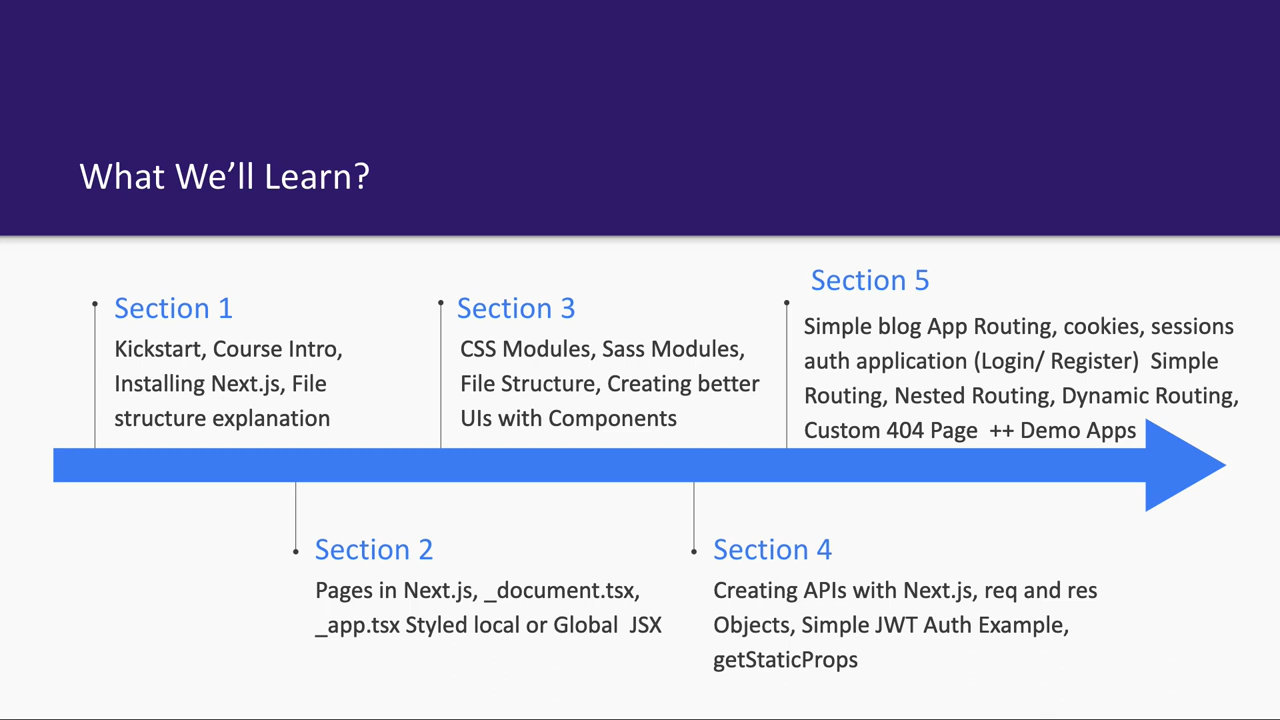 What We’ll Learn?
Section 1
Kickstart, Course Intro,
Installing Next.js, File
structure explanation
Section 2
Pages in Next.js, _document.tsx,
_app.tsx Styled local or Global  JSX
Section 3
CSS Modules, Sass Modules,
File Structure, Creating better
UIs with Components
Section 4
Creating APIs with Next.js, req and res
Objects, Simple JWT Auth Example,
getStaticProps
Section 5
Simple blog App Routing, cookies, sessions
auth application (Login/ Register)  Simple
Routing, Nested Routing, Dynamic Routing,
Custom 404 Page  ++ Demo Apps